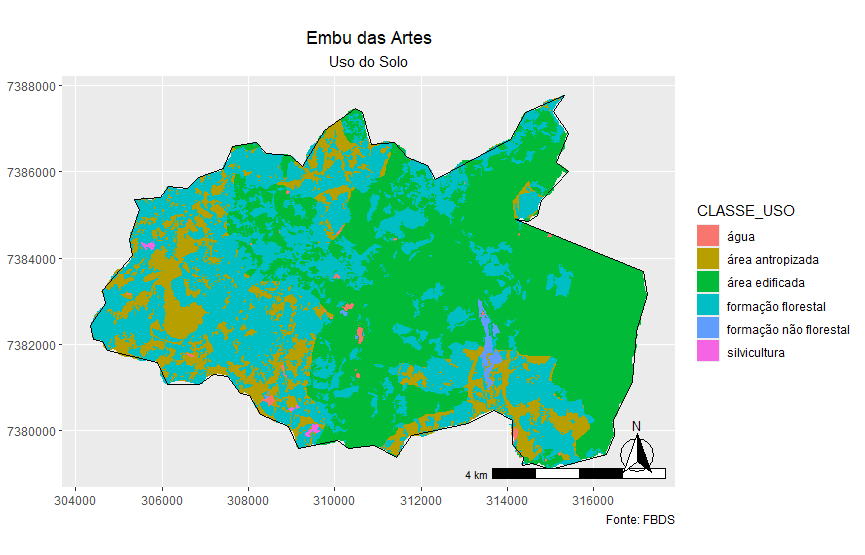 Embu das Artes
Uso do Solo
7388000
7386000
7384000
7382000
7380000
304000
306000
308000
310000
312000
314000
316000
N
4 km
CLASSE_USO
água
área antropizada
área edificada
formação florestal
formação não florestal
silvicultura
Fonte: FBDS